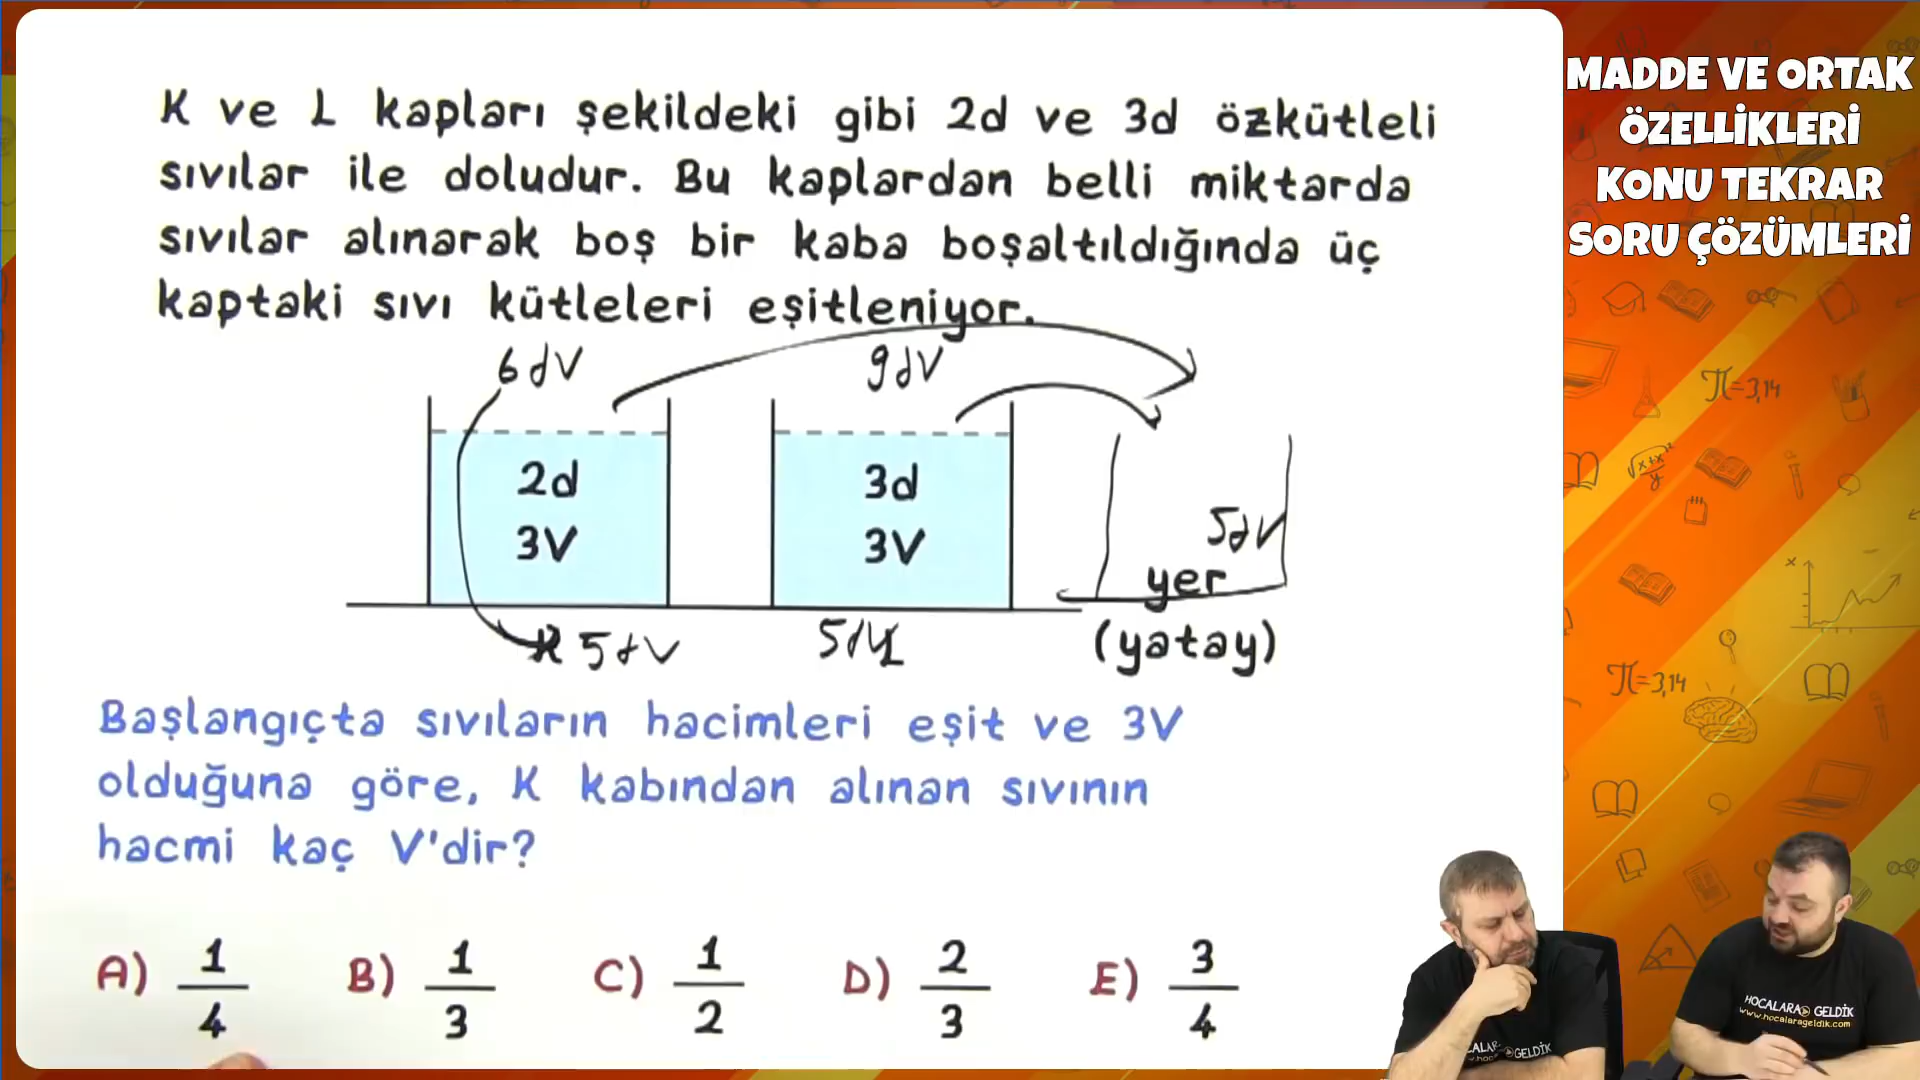 MADDE VE ORTAK
ÖZELLİKLERİ
KONU TEKRAR
SORU ÇÖZÜMLERİ
K ve L kapları şekildeki gibi 2d ve 3d özkütleli
sıvılar ile doludur. Bu kaplardan belli miktarda
sıvılar alınarak boş bir kaba boşaltıldığında üç
kaptaki sıvı kütleleri eşitleniyor.
6dV 9dV
2d 3d
3V 3V
5dV
yer
(yatay)
K 5dV 5dV L
Başlangıçta sıvıların hacimleri eşit ve 3V
olduğuna göre, K kabından alınan sıvının
hacmi kaç V'dir?
A) 1/4 B) 1/3 C) 1/2 D) 2/3 E) 3/4
π=3,14
π=3,14
HOCALARA GELDİK
www.hocalarageldik.com
GELDİK